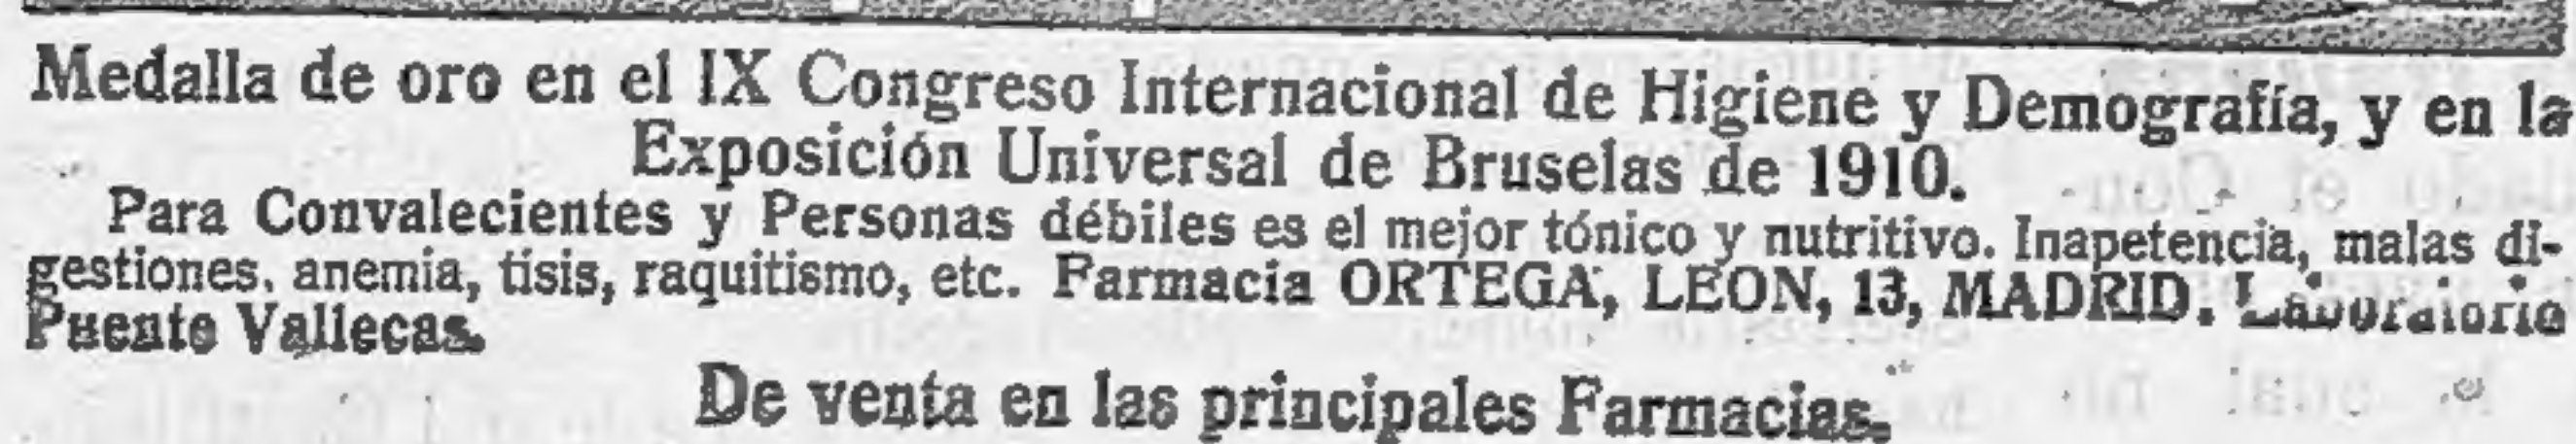 Medalla de oro en el IX Congreso Internacional de Higiene y Demografía, y en la
Exposición Universal de Bruselas de 1910.
Para Convalecientes y Personas débiles es el mejor tónico y nutritivo. Inapetencia, malas di-
gestiones, anemia, tisis, raquitismo, etc. Farmacia ORTEGA, LEON, 13, MADRID. Laboratorio
Puente Vallecas.
De venta en las principales Farmacias.